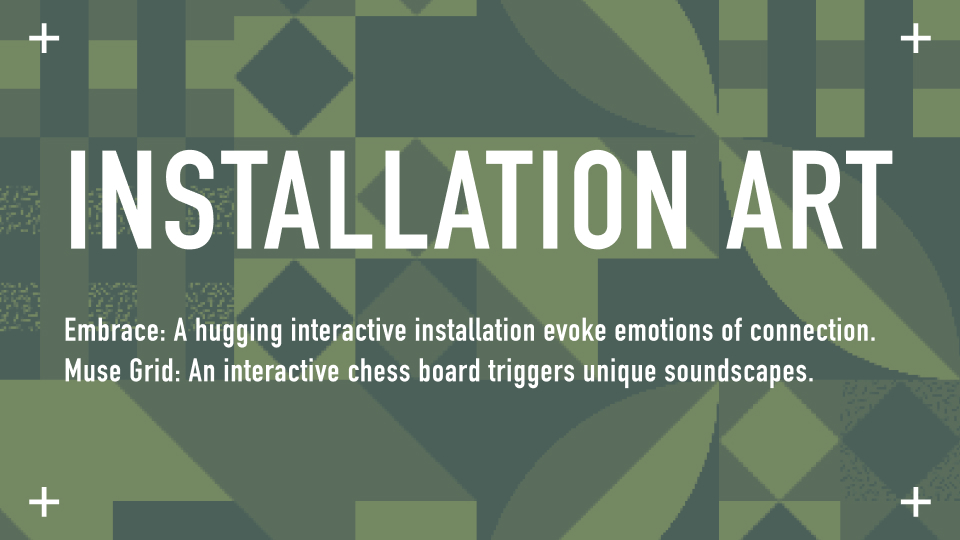 INSTALLATION ART
Embrace: A hugging interactive installation evoke emotions of connection.
Muse Grid: An interactive chess board triggers unique soundscapes.